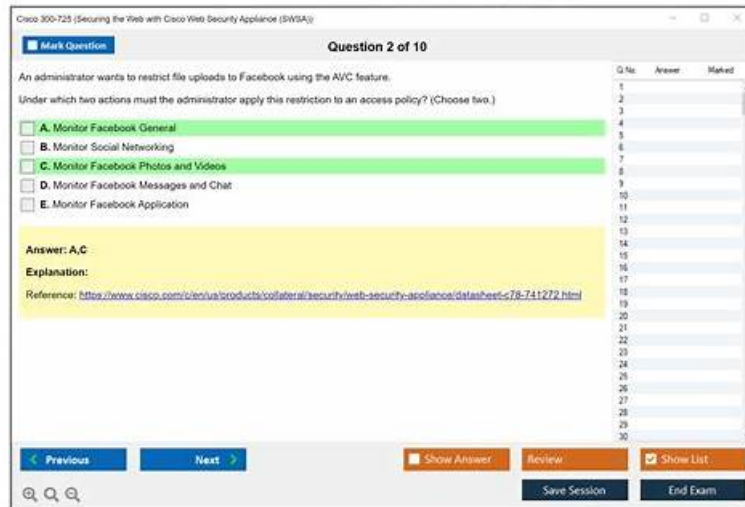 Cisco 300-725 (Securing the Web with Cisco Web Security Appliance (SWSA))
Mark Question
Question 2 of 10
An administrator wants to restrict file uploads to Facebook using the AVC feature.
Under which two actions must the administrator apply this restriction to an access policy? (Choose two.)
A. Monitor Facebook General
B. Monitor Social Networking
C. Monitor Facebook Photos and Videos
D. Monitor Facebook Messages and Chat
E. Monitor Facebook Application
Answer: A,C
Explanation:
Reference: https://www.cisco.com/c/en/us/products/collateral/security/web-security-appliance/datasheet-c78-741272.html
Q.No. Answer Marked
1
2
3
4
5
6
7
8
9
10
11
12
13
14
15
16
17
18
19
20
21
22
23
24
25
26
27
28
29
30
Previous
Next
Show Answer
Review
Show List
Save Session
End Exam